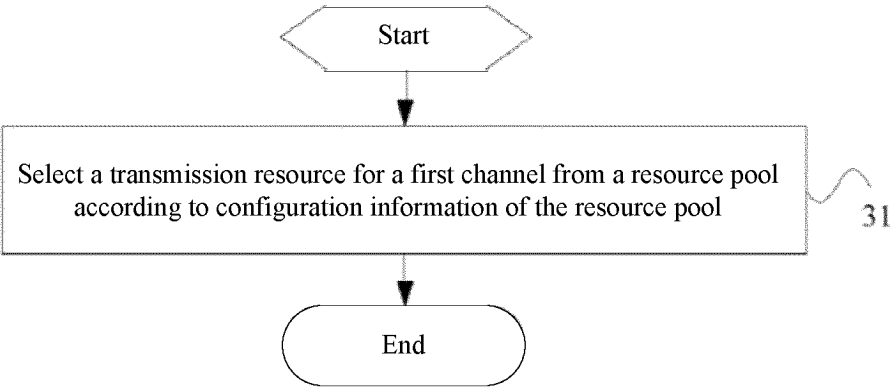 Start
Select a transmission resource for a first channel from a resource pool
according to configuration information of the resource pool
31
End